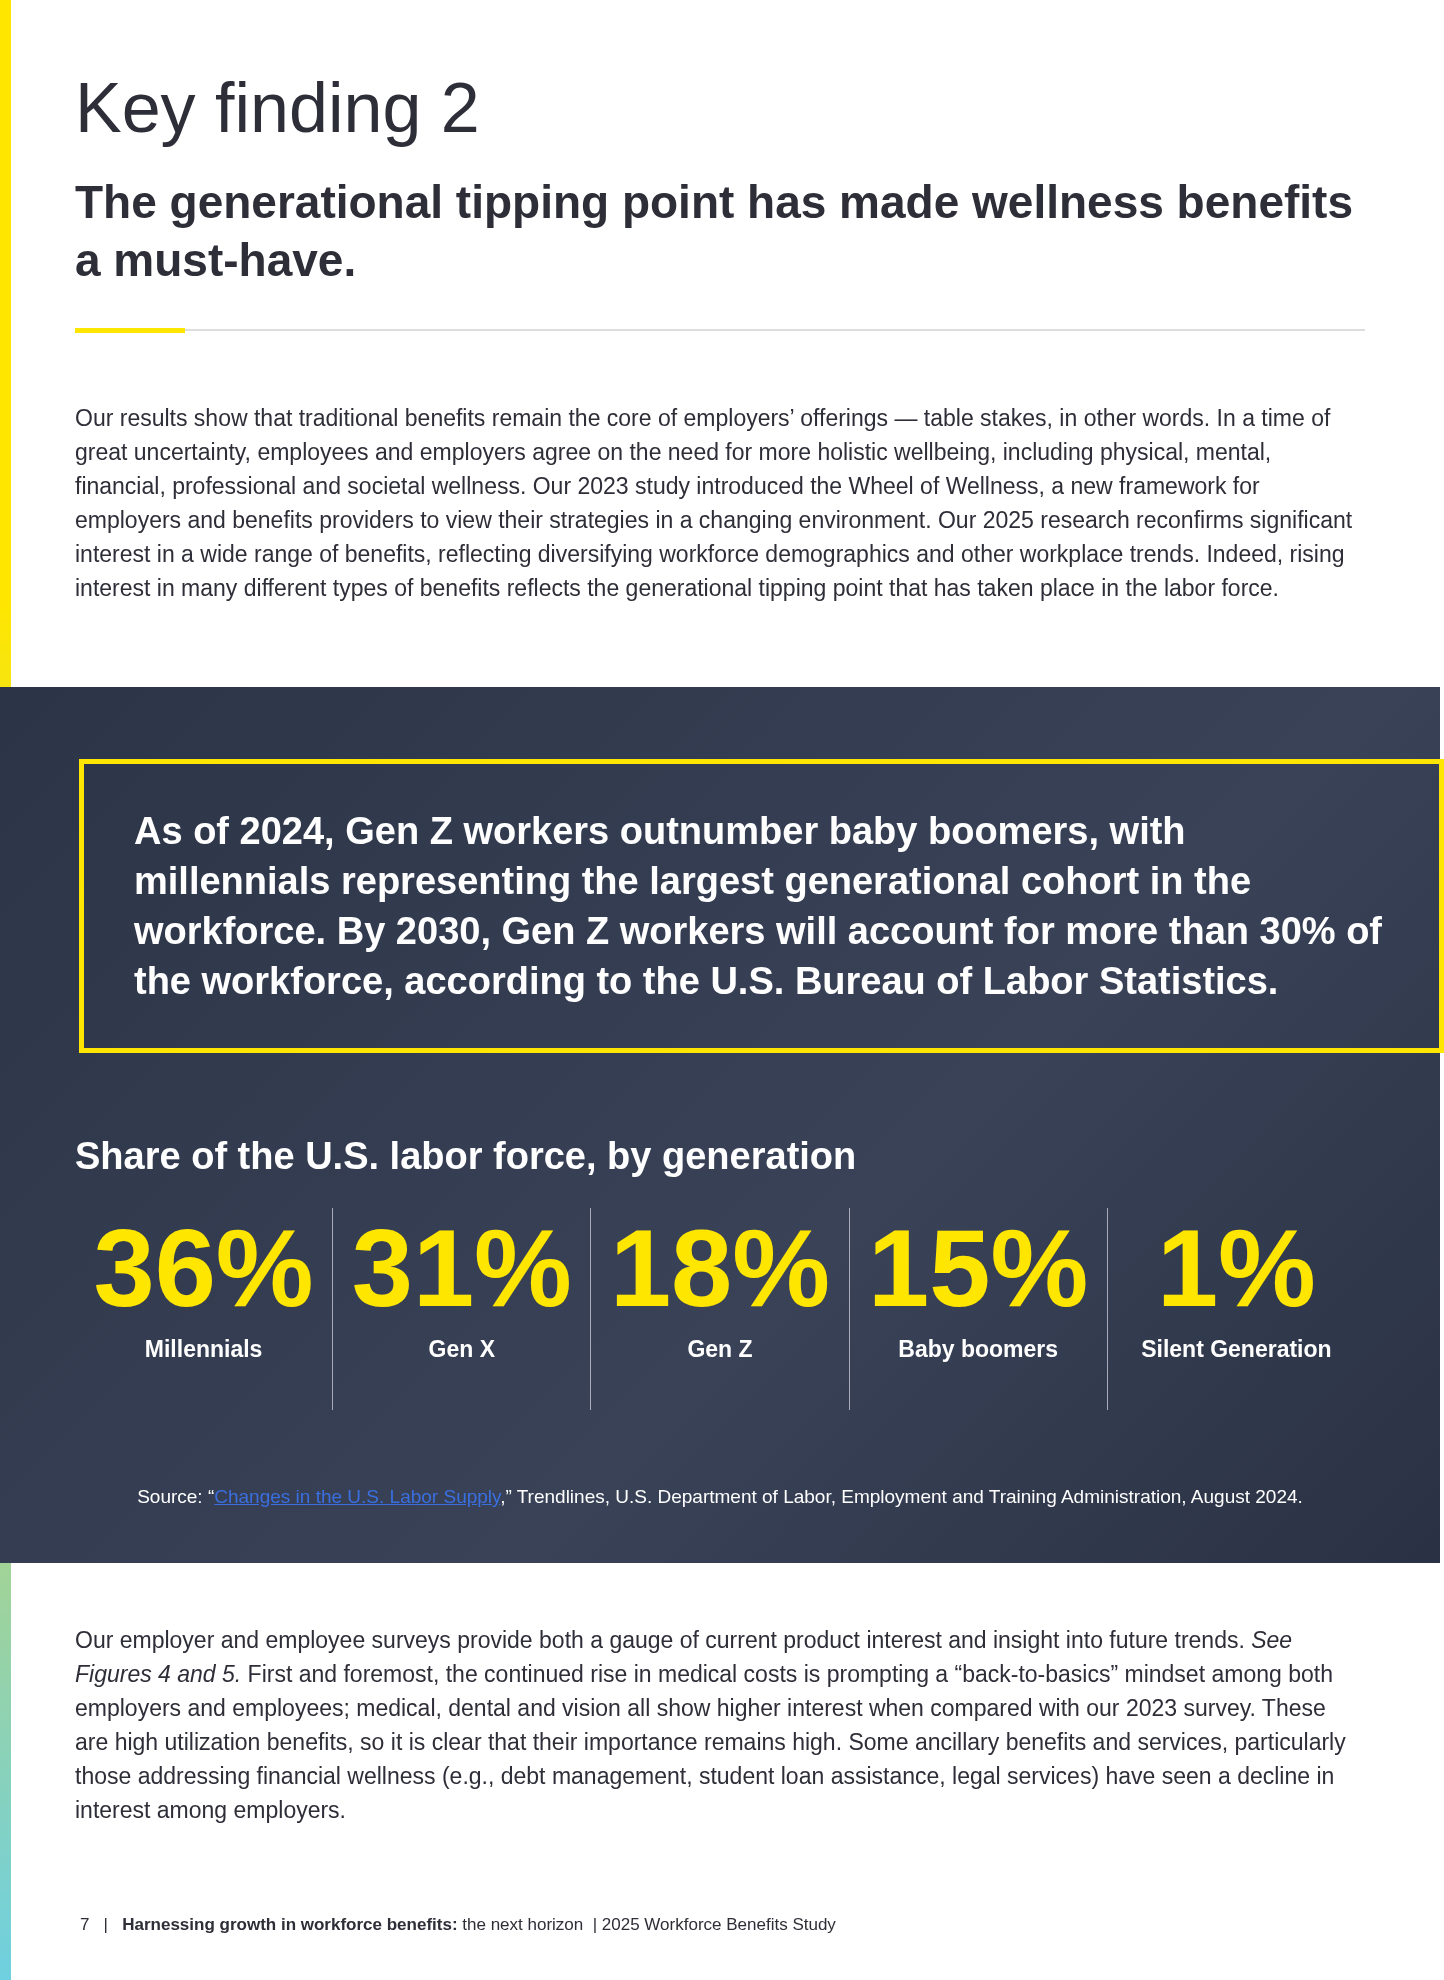 Key finding 2
The generational tipping point has made wellness benefits
a must-have.
Our results show that traditional benefits remain the core of employers’ offerings — table stakes, in other words. In a time of
great uncertainty, employees and employers agree on the need for more holistic wellbeing, including physical, mental,
financial, professional and societal wellness. Our 2023 study introduced the Wheel of Wellness, a new framework for
employers and benefits providers to view their strategies in a changing environment. Our 2025 research reconfirms significant
interest in a wide range of benefits, reflecting diversifying workforce demographics and other workplace trends. Indeed, rising
interest in many different types of benefits reflects the generational tipping point that has taken place in the labor force.
As of 2024, Gen Z workers outnumber baby boomers, with
millennials representing the largest generational cohort in the
workforce. By 2030, Gen Z workers will account for more than 30% of
the workforce, according to the U.S. Bureau of Labor Statistics.
Share of the U.S. labor force, by generation
36% 31% 18% 15% 1%
Millennials Gen X Gen Z Baby boomers Silent Generation
Source: “Changes in the U.S. Labor Supply,” Trendlines, U.S. Department of Labor, Employment and Training Administration, August 2024.
Our employer and employee surveys provide both a gauge of current product interest and insight into future trends. See
Figures 4 and 5. First and foremost, the continued rise in medical costs is prompting a “back-to-basics” mindset among both
employers and employees; medical, dental and vision all show higher interest when compared with our 2023 survey. These
are high utilization benefits, so it is clear that their importance remains high. Some ancillary benefits and services, particularly
those addressing financial wellness (e.g., debt management, student loan assistance, legal services) have seen a decline in
interest among employers.
7 | Harnessing growth in workforce benefits: the next horizon | 2025 Workforce Benefits Study